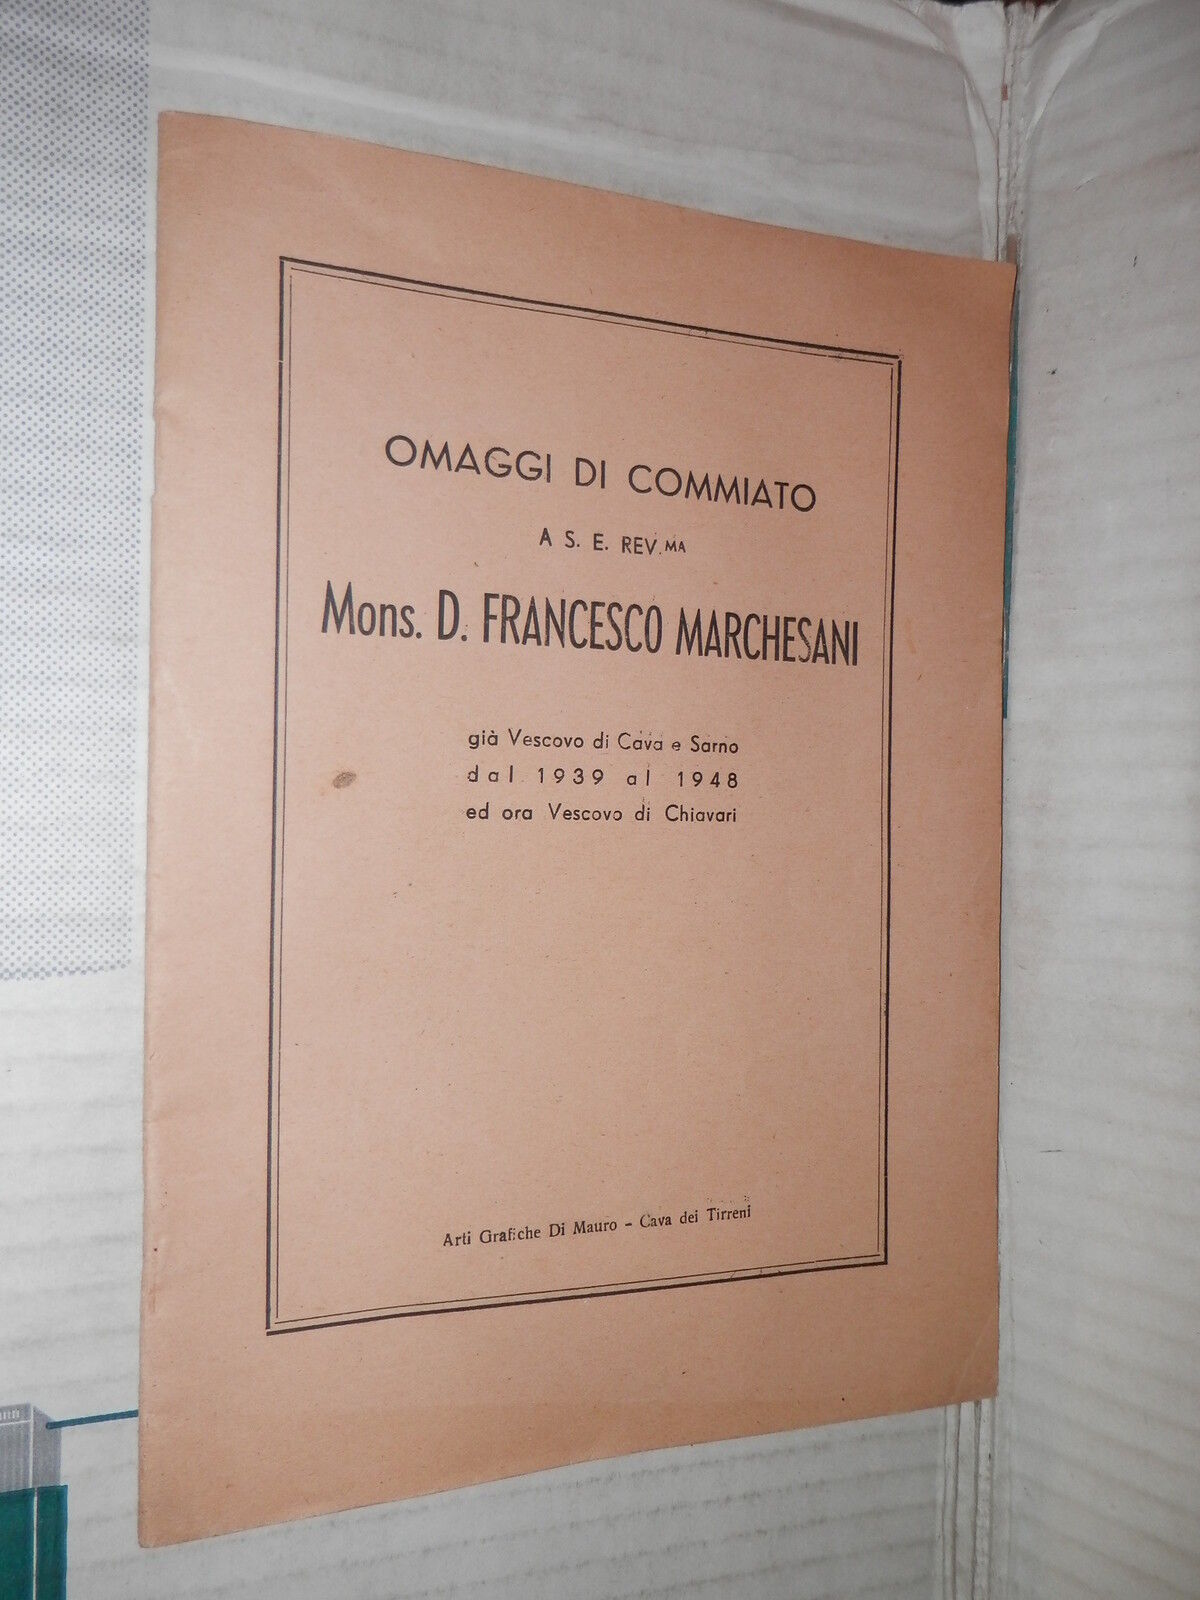 OMAGGI DI COMMIATO
A S. E. REV.MA
Mons. D. FRANCESCO MARCHESANI
già Vescovo di Cava e Sarno
dal 1939 al 1948
ed ora Vescovo di Chiavari
Arti Grafiche Di Mauro - Cava dei Tirreni